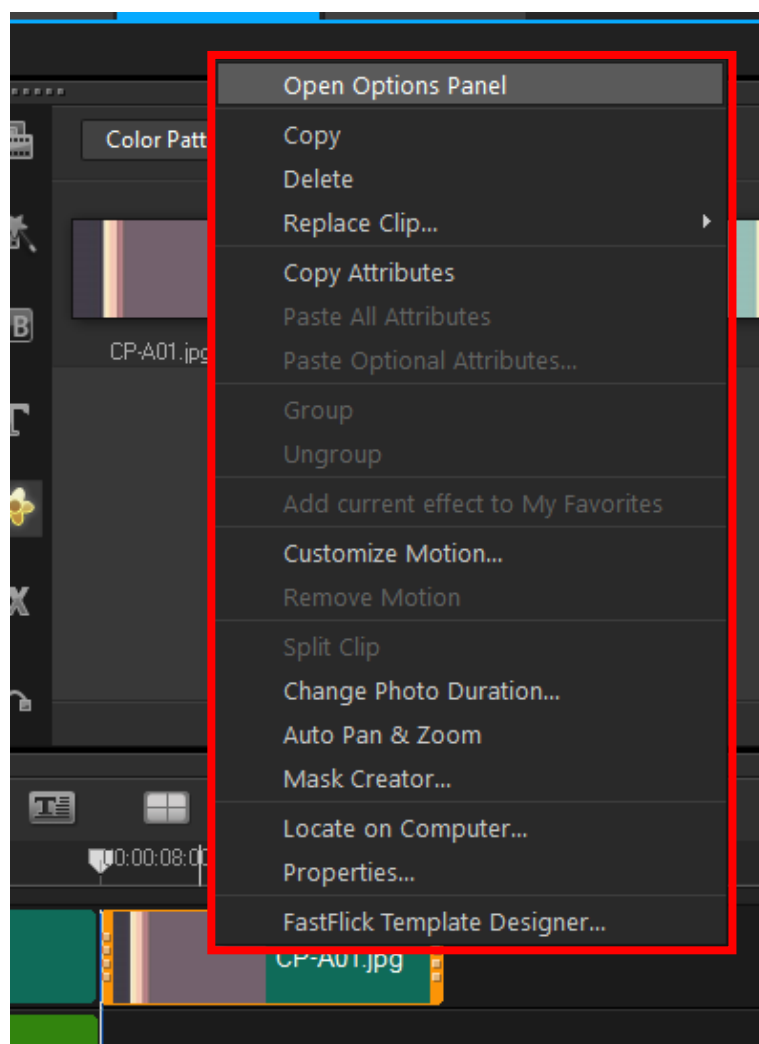 Open Options Panel
Color Patt
Copy
Delete
Replace Clip...
Copy Attributes
B
Paste All Attributes
CP-A01.jpg
Paste Optional Attributes...
T
Group
Ungroup
Add current effect to My Favorites
Customize Motion...
X
Remove Motion
Split Clip
Change Photo Duration...
Auto Pan & Zoom
Mask Creator...
T
Locate on Computer...
0:00:08:00
Properties...
FastFlick Template Designer...
CP-A01.jpg